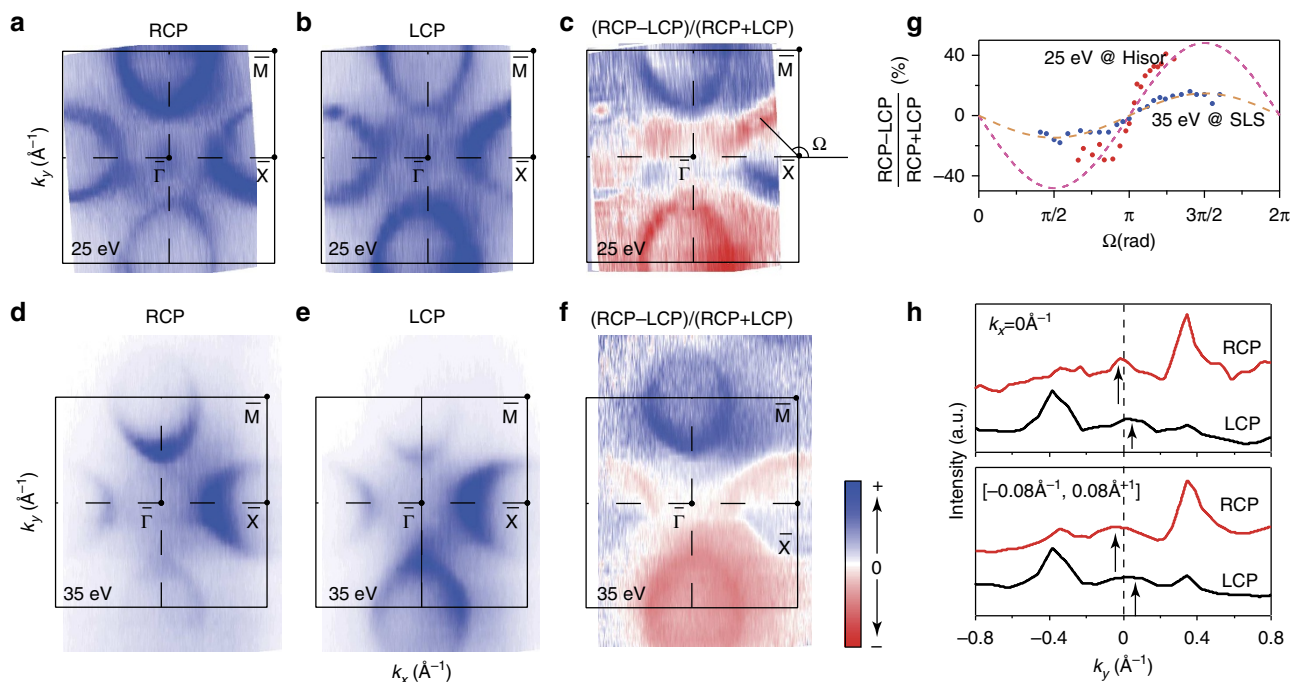 a
RCP
M̅
Γ̅
X̅
25 eV
k_y (Å⁻¹)
b
LCP
M̅
Γ̅
X̅
25 eV
c
(RCP–LCP)/(RCP+LCP)
M̅
Ω
Γ̅
X̅
25 eV
g
RCP–LCP
RCP+LCP
(%)
40
0
−40
25 eV @ Hisor
35 eV @ SLS
0
π/2
π
3π/2
2π
Ω(rad)
d
RCP
M̅
Γ̅
X̅
35 eV
k_y (Å⁻¹)
e
LCP
M̅
Γ̅
X̅
35 eV
k_x (Å⁻¹)
f
(RCP–LCP)/(RCP+LCP)
M̅
Γ̅
X̅
35 eV
+
0
−
h
k_x=0Å⁻¹
RCP
LCP
[−0.08Å⁻¹, 0.08Å⁺¹]
RCP
LCP
Intensity (a.u.)
−0.8
−0.4
0
0.4
0.8
k_y (Å⁻¹)